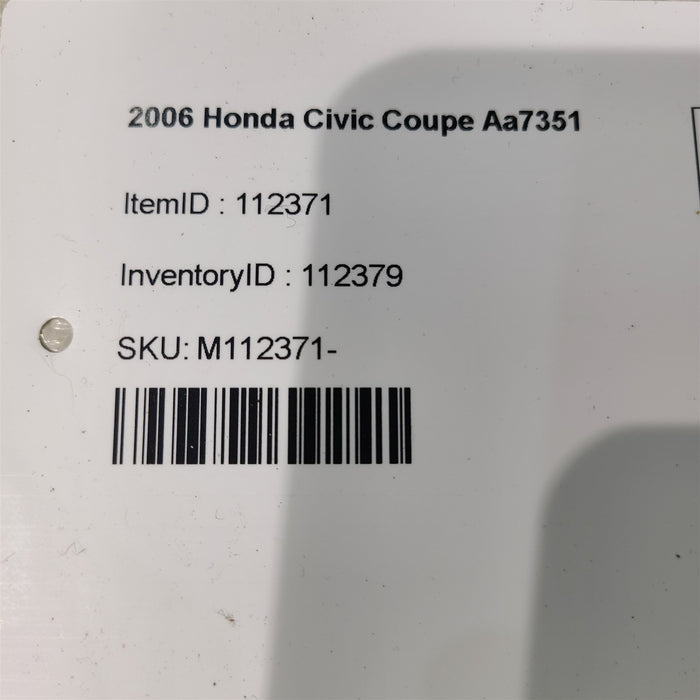 2006 Honda Civic Coupe Aa7351
ItemID : 112371
InventoryID : 112379
SKU: M112371-